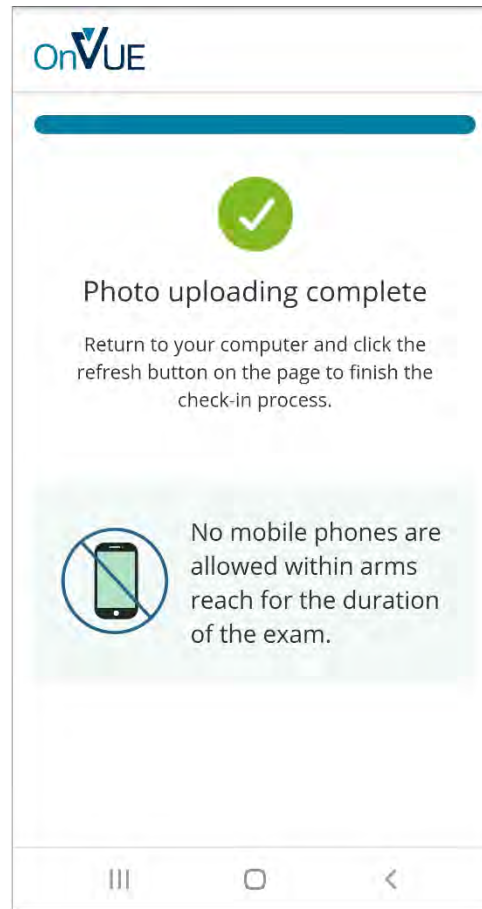 OnVUE
Photo uploading complete
Return to your computer and click the
refresh button on the page to finish the
check-in process.
No mobile phones are
allowed within arms
reach for the duration
of the exam.